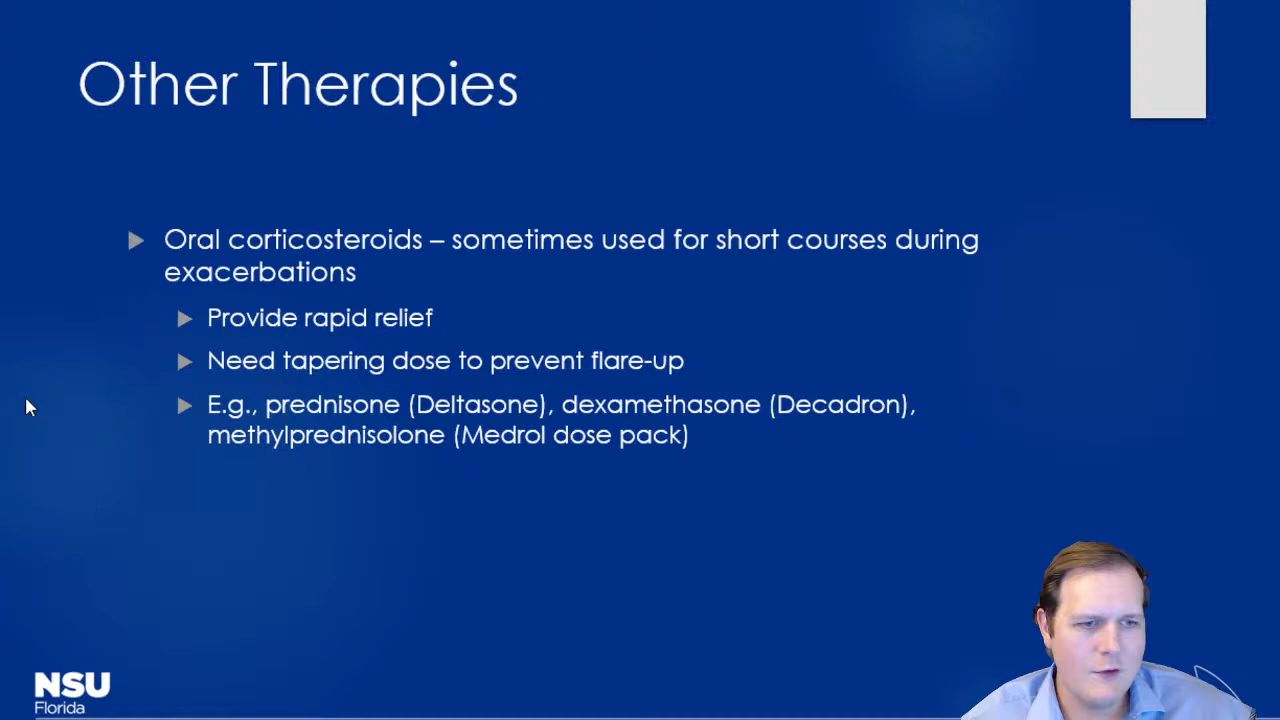 Other Therapies
Oral corticosteroids – sometimes used for short courses during
exacerbations
Provide rapid relief
Need tapering dose to prevent flare-up
E.g., prednisone (Deltasone), dexamethasone (Decadron),
methylprednisolone (Medrol dose pack)
NSU
Florida